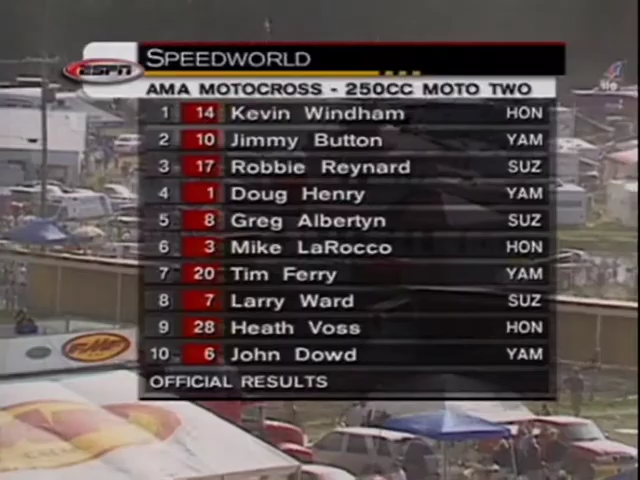 SPEEDWORLD
ESPN
AMA MOTOCROSS - 250CC MOTO TWO
1 14 Kevin Windham HON
2 10 Jimmy Button YAM
3 17 Robbie Reynard SUZ
4 1 Doug Henry YAM
5 8 Greg Albertyn SUZ
6 3 Mike LaRocco HON
7 20 Tim Ferry YAM
8 7 Larry Ward SUZ
9 28 Heath Voss HON
10 6 John Dowd YAM
OFFICIAL RESULTS
FMF